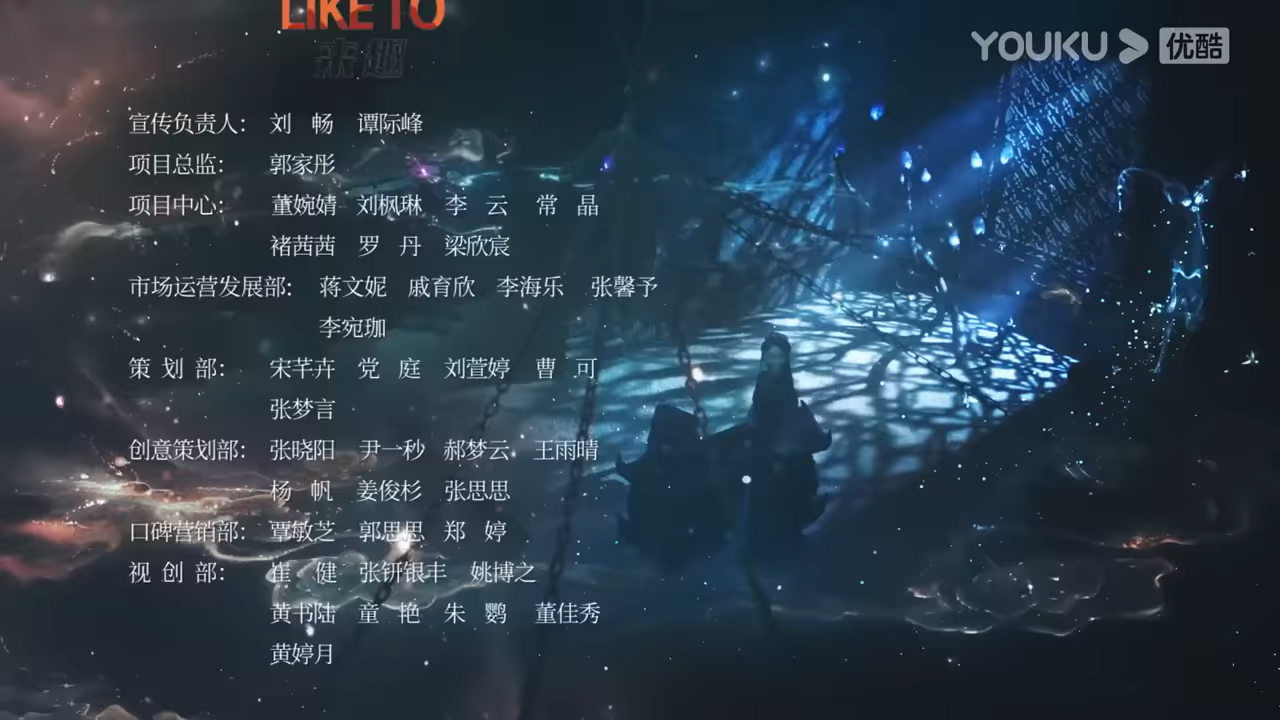 LIKE TO
来趣
YOUKU 优酷
宣传负责人: 刘 畅 谭际峰
项目总监: 郭家彤
项目中心: 董婉婧 刘枫琳 李 云 常 晶
褚茜茜 罗 丹 梁欣宸
市场运营发展部: 蒋文妮 戚育欣 李海乐 张馨予
李宛珈
策 划 部: 宋芊卉 党 庭 刘萱婷 曹 可
张梦言
创意策划部: 张晓阳 尹一秒 郝梦云 王雨晴
杨 帆 姜俊杉 张思思
口碑营销部: 覃敏芝 郭思思 郑 婷
视 创 部: 崔 健 张钘银丰 姚博之
黄书陆 童 艳 朱 鹦 董佳秀
黄婷月